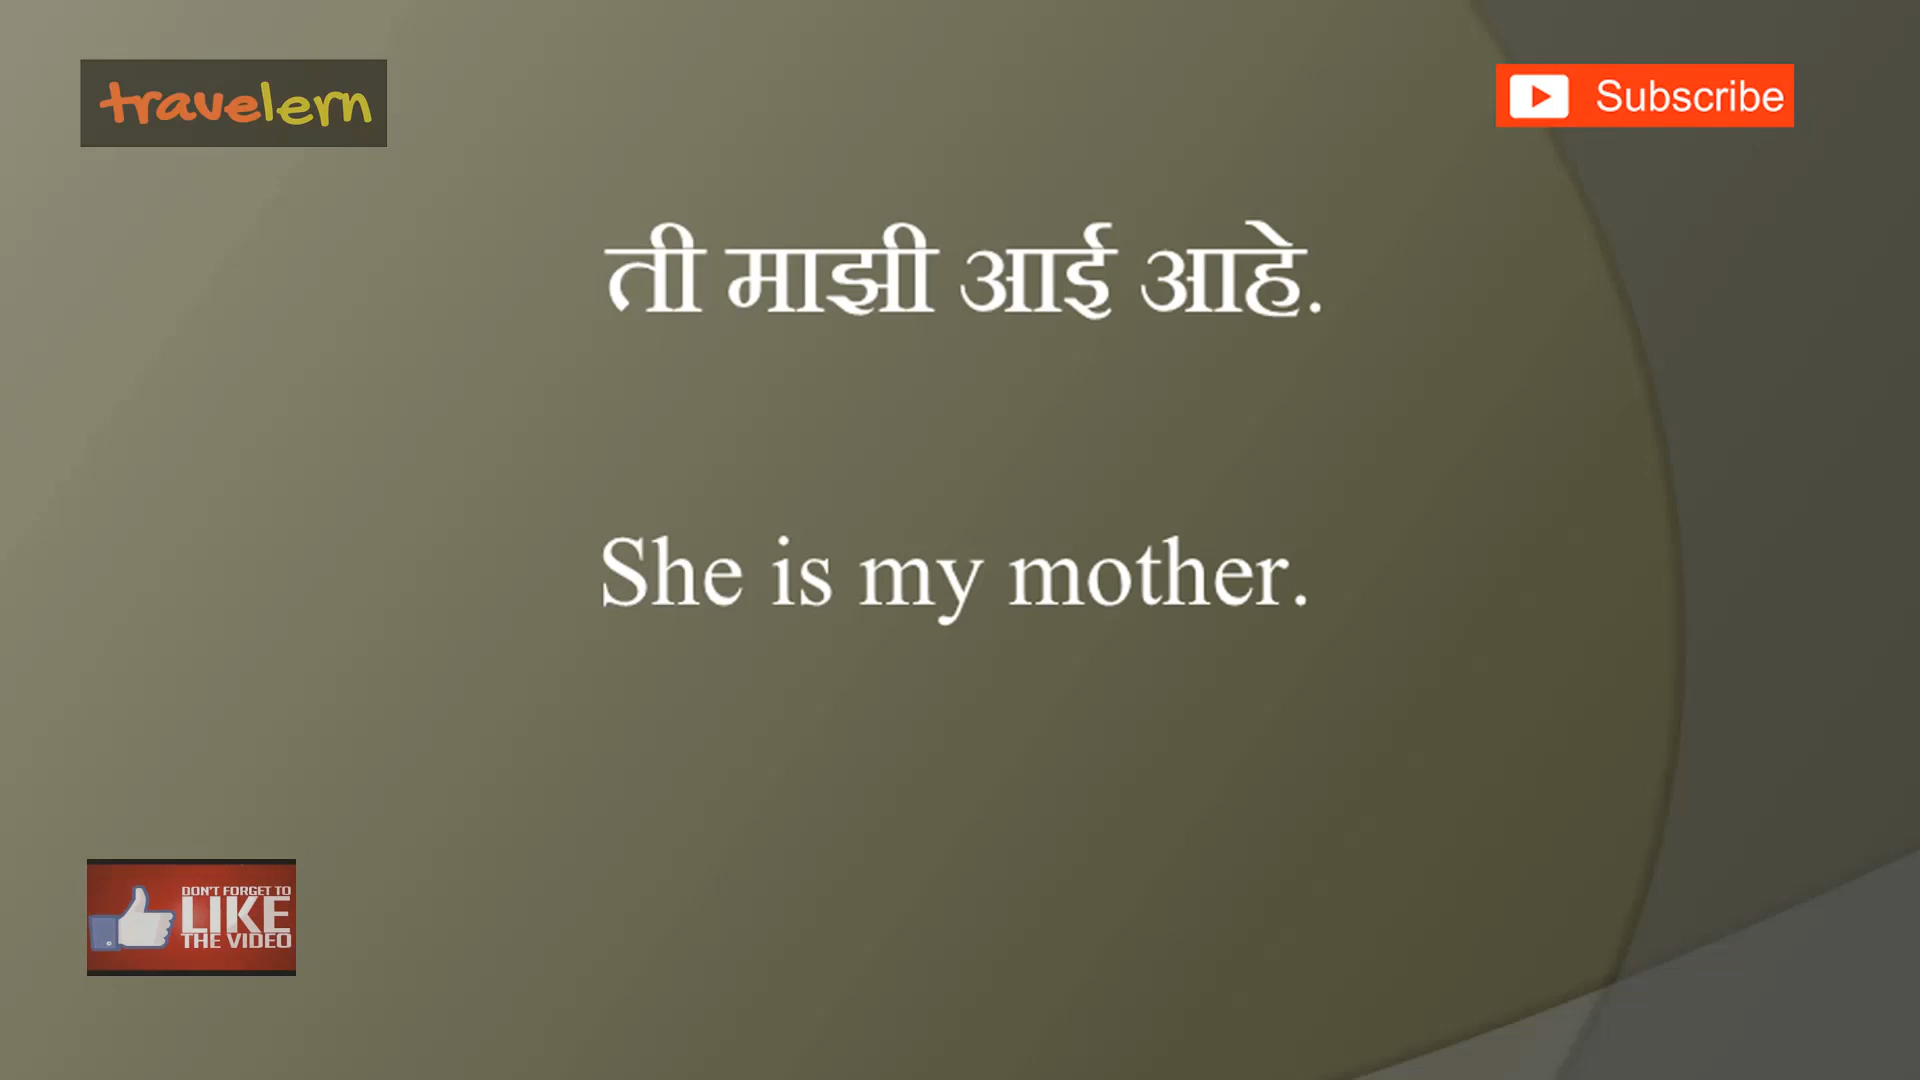 travelern
Subscribe
ती माझी आई आहे.
She is my mother.
DON'T FORGET TO
LIKE
THE VIDEO